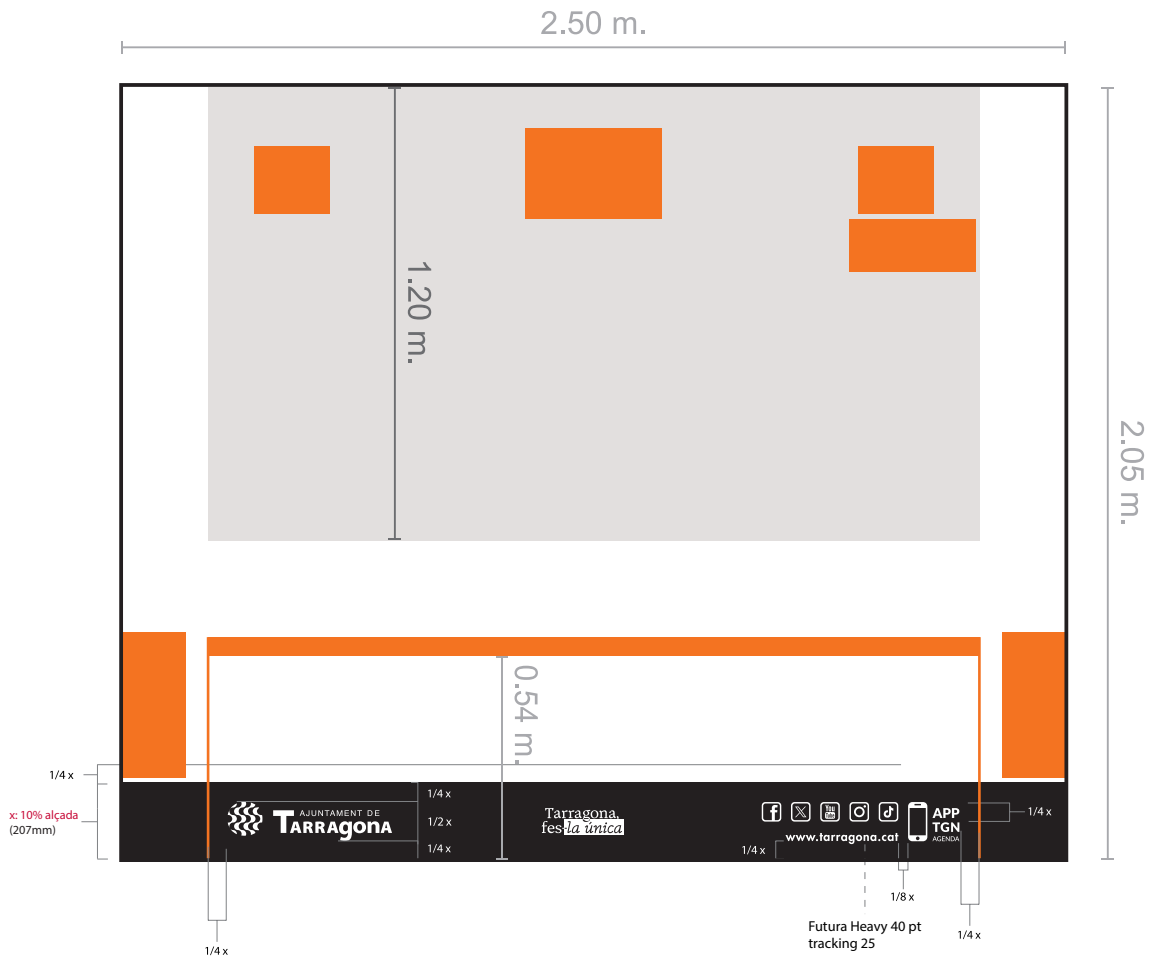 2.50 m.
1.20 m.
2.05 m.
0.54 m.
1/4 x
x: 10% alçada
(207mm)
AJUNTAMENT DE
TARRAgONA
1/4 x
1/2 x
1/4 x
Tarragona,
fes-la única
You
Tube
www.tarragona.cat
APP
TGN
AGENDA
1/4 x
1/4 x
1/8 x
1/4 x
1/4 x
Futura Heavy 40 pt
tracking 25